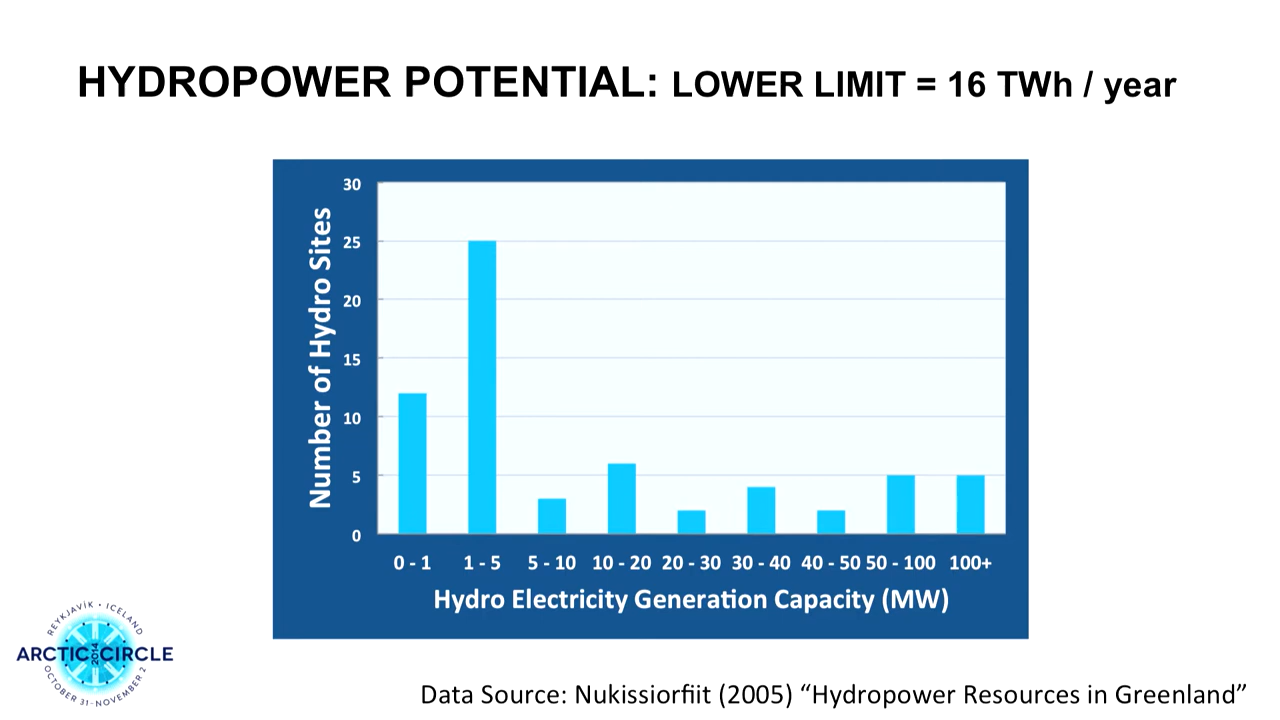 HYDROPOWER POTENTIAL: LOWER LIMIT = 16 TWh / year
Number of Hydro Sites
30
25
20
15
10
5
0
0 - 1 1 - 5 5 - 10 10 - 20 20 - 30 30 - 40 40 - 50 50 - 100 100+
Hydro Electricity Generation Capacity (MW)
REYKJAVÍK • ICELAND
ARCTIC CIRCLE
2014
OCTOBER 31-NOVEMBER 2
Data Source: Nukissiorfiit (2005) “Hydropower Resources in Greenland”